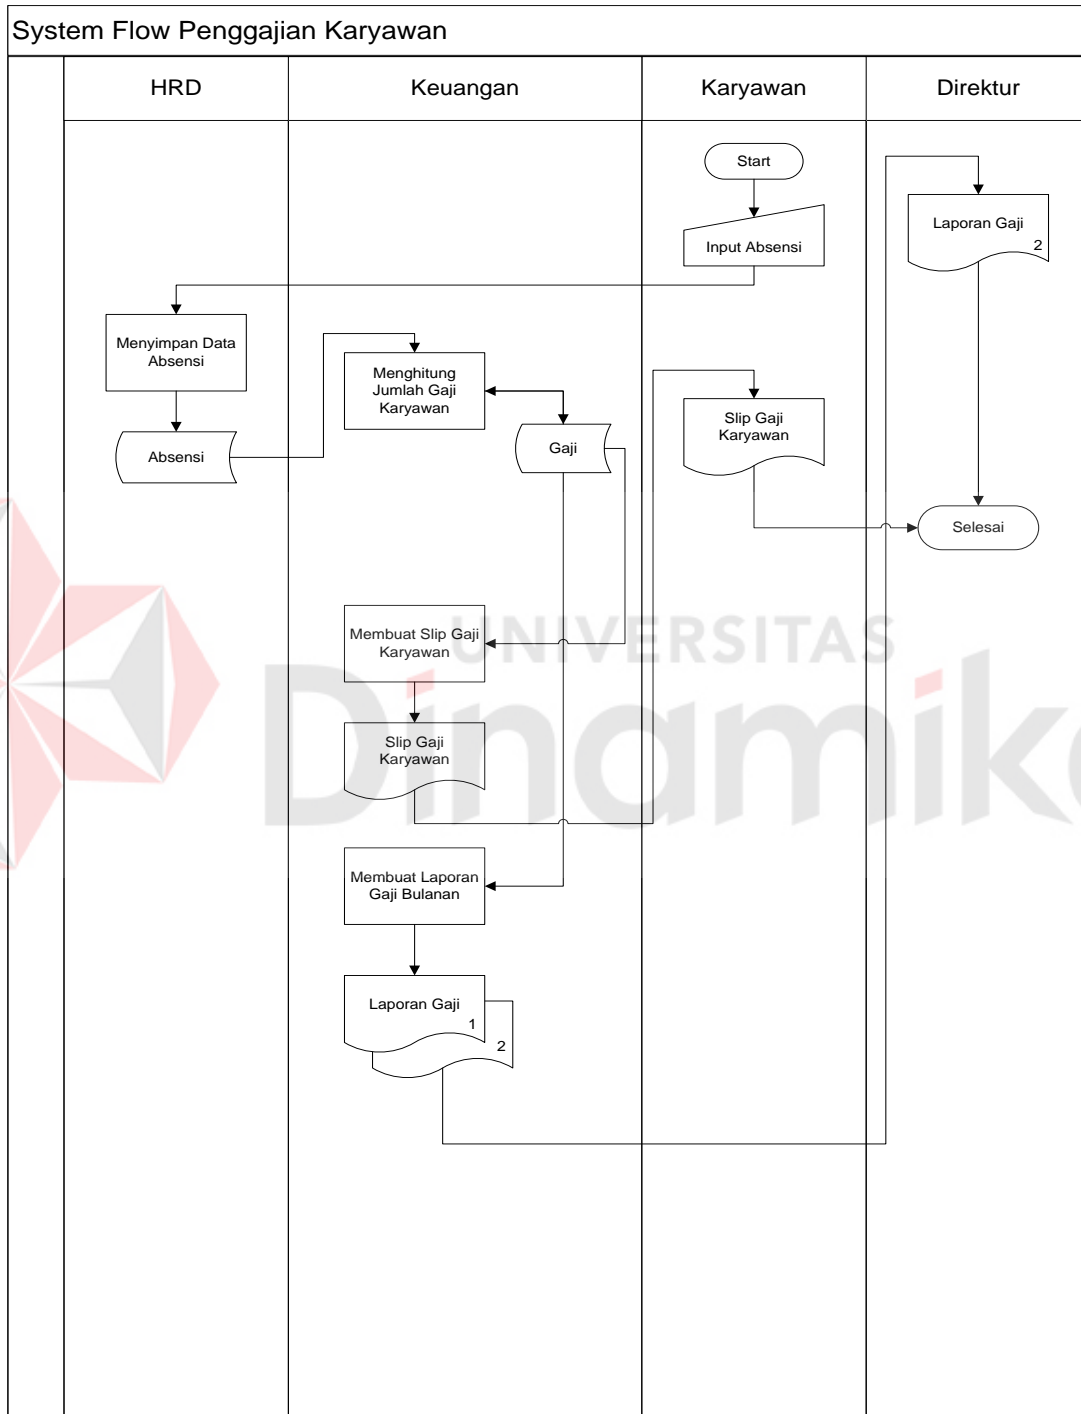 System Flow Penggajian Karyawan
HRD
Keuangan
Karyawan
Direktur
Start
Input Absensi
Laporan Gaji
2
Menyimpan Data
Absensi
Absensi
Menghitung
Jumlah Gaji
Karyawan
Gaji
Slip Gaji
Karyawan
Selesai
Membuat Slip Gaji
Karyawan
Slip Gaji
Karyawan
Membuat Laporan
Gaji Bulanan
Laporan Gaji
1
2
UNIVERSITAS
Dinamika